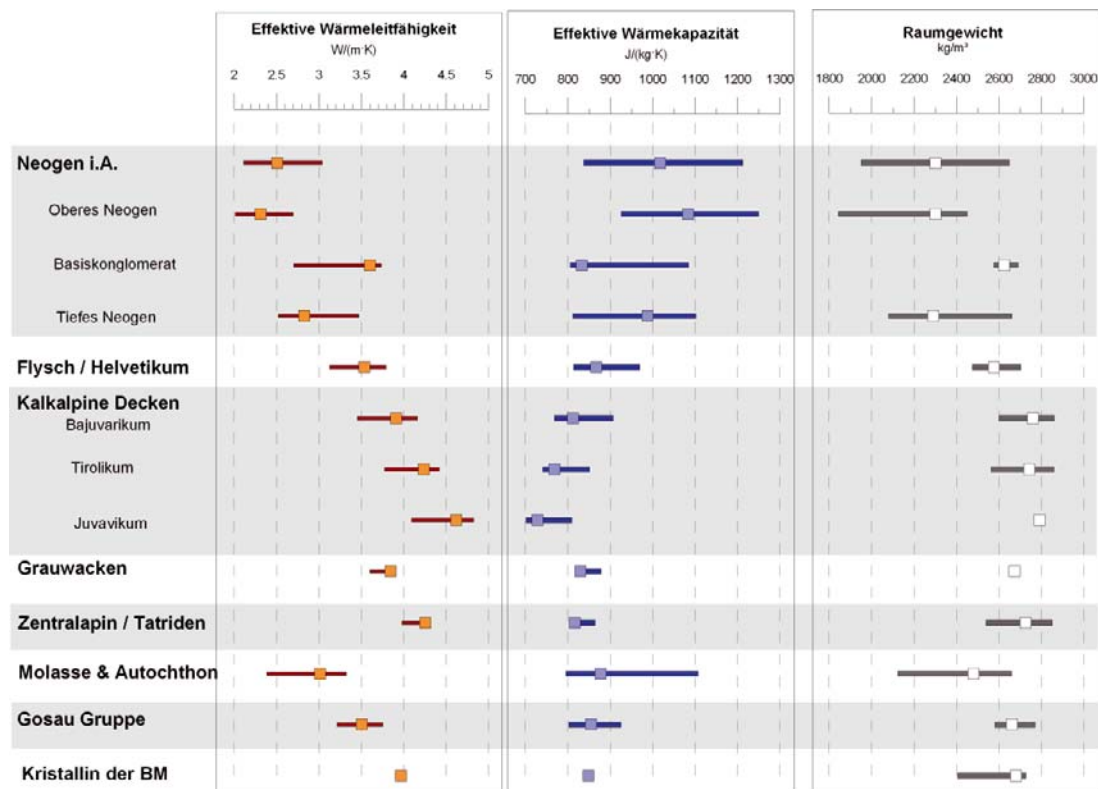 Effektive Wärmeleitfähigkeit
W/(m·K)
2 2.5 3 3.5 4 4.5 5
Effektive Wärmekapazität
J/(kg·K)
700 800 900 1000 1100 1200 1300
Raumgewicht
kg/m³
1800 2000 2200 2400 2600 2800 3000
Neogen i.A.
Oberes Neogen
Basiskonglomerat
Tiefes Neogen
Flysch / Helvetikum
Kalkalpine Decken
Bajuvarikum
Tirolikum
Juvavikum
Grauwacken
Zentralapin / Tatriden
Molasse & Autochthon
Gosau Gruppe
Kristallin der BM